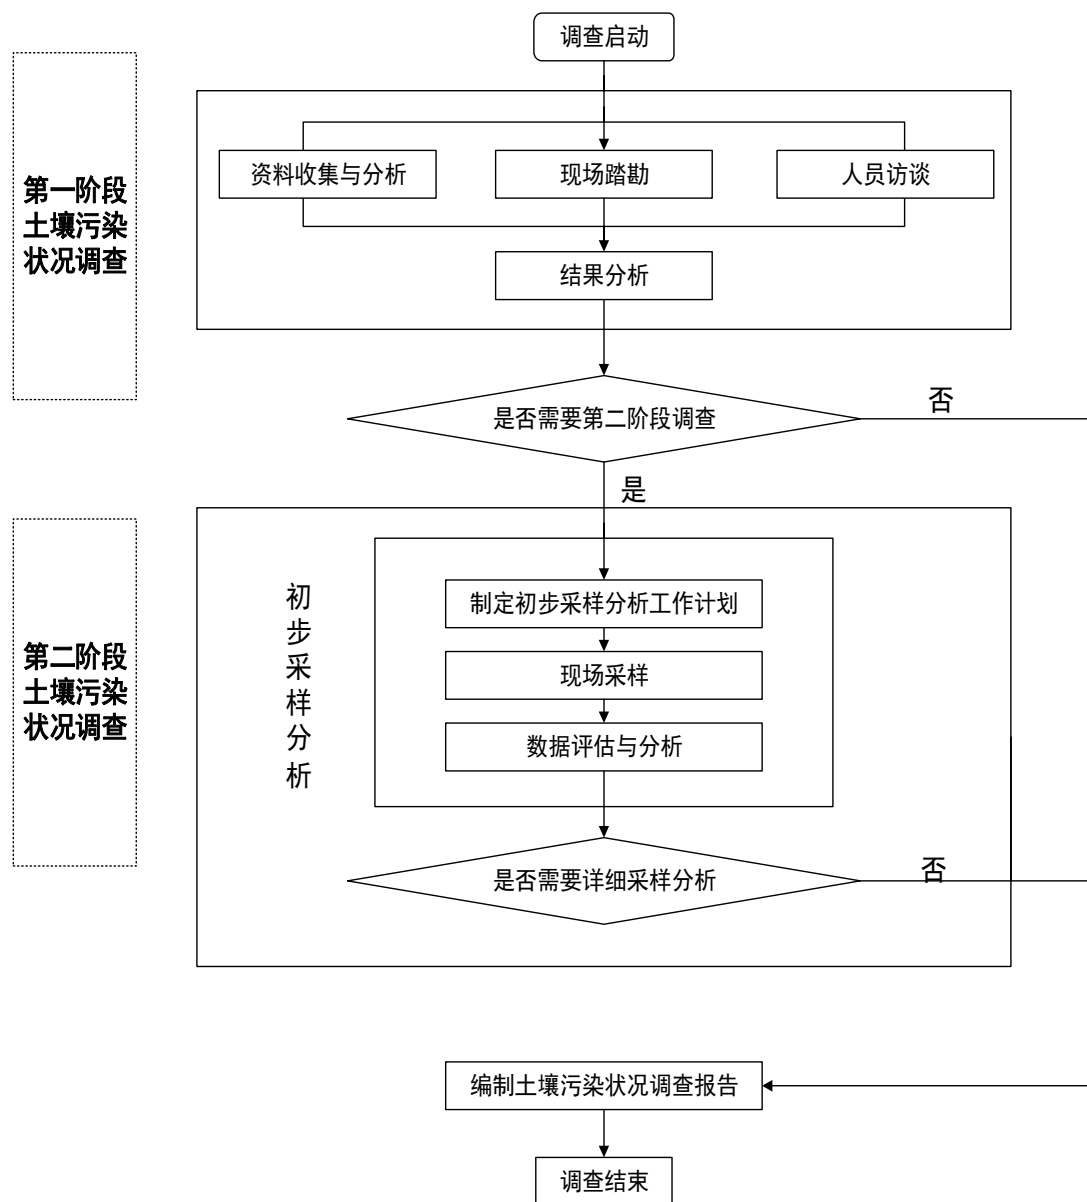 调查启动
第一阶段
土壤污染
状况调查
资料收集与分析
现场踏勘
人员访谈
结果分析
是否需要第二阶段调查
否
是
第二阶段
土壤污染
状况调查
初
步
采
样
分
析
制定初步采样分析工作计划
现场采样
数据评估与分析
是否需要详细采样分析
否
编制土壤污染状况调查报告
调查结束